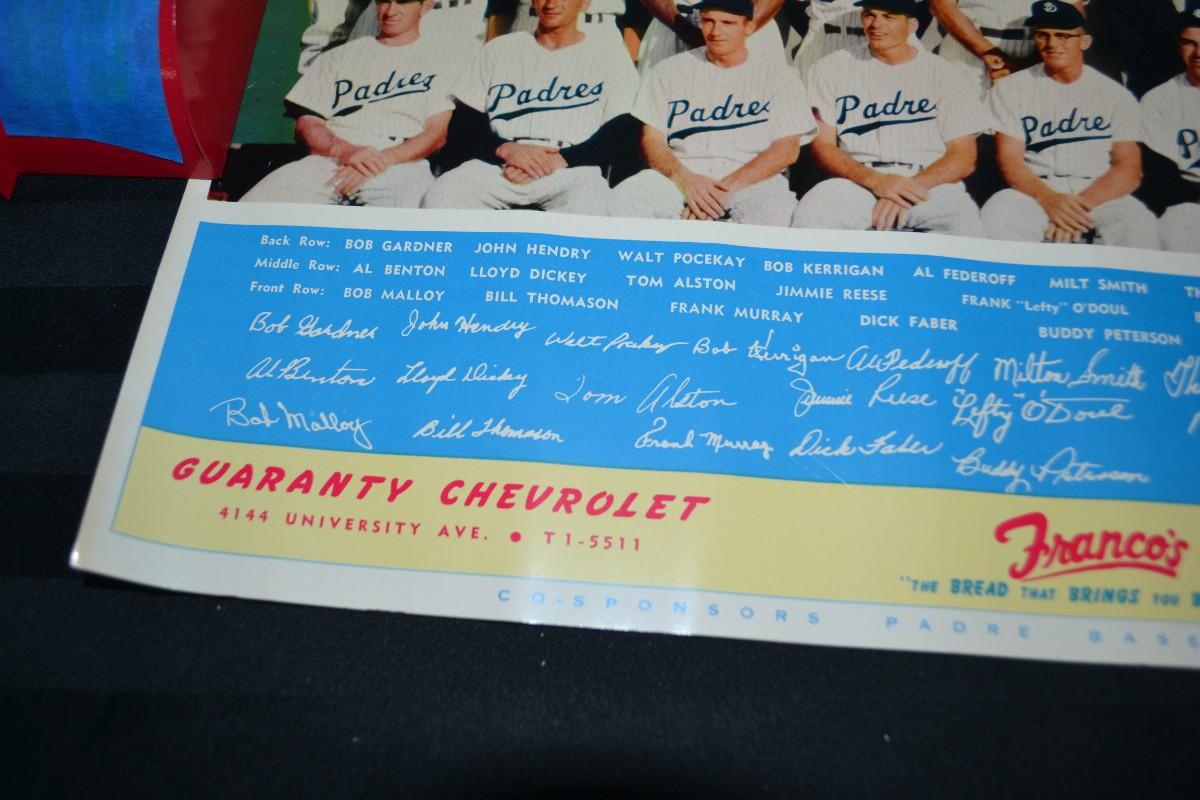 Padres Padres Padres Padre Padre P
Back Row: BOB GARDNER JOHN HENDRY WALT POCEKAY BOB KERRIGAN AL FEDEROFF MILT SMITH
Middle Row: AL BENTON LLOYD DICKEY TOM ALSTON JIMMIE REESE FRANK "Lefty" O'DOUL
Front Row: BOB MALLOY BILL THOMASON FRANK MURRAY DICK FABER BUDDY PETERSON
Bob Gardner John Hendry Walt Pocekay Bob Kerrigan Al Federoff Milton Smith
Al Benton Lloyd Dickey Tom Alston Jimmie Reese "Lefty" O'Doul
Bob Malloy Bill Thomason Frank Murray Dick Faber Buddy Peterson
GUARANTY CHEVROLET
4144 UNIVERSITY AVE. • T1-5511
Franco's
"THE BREAD THAT BRINGS YOU
CO-SPONSORS PADRE BASE